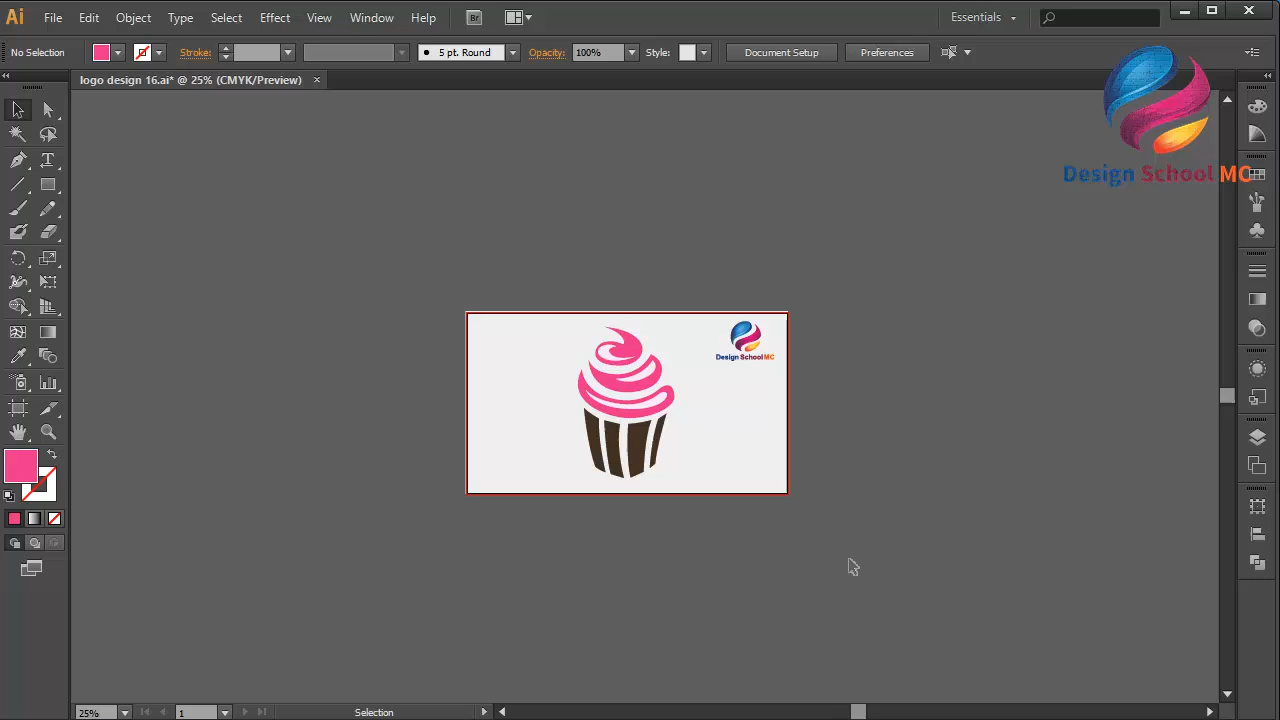 Ai File Edit Object Type Select Effect View Window Help Br Essentials
No Selection Stroke: 5 pt. Round Opacity: 100% Style: Document Setup Preferences
logo design 16.ai* @ 25% (CMYK/Preview) ×
Design School MC
Design School MC
25% 1 Selection